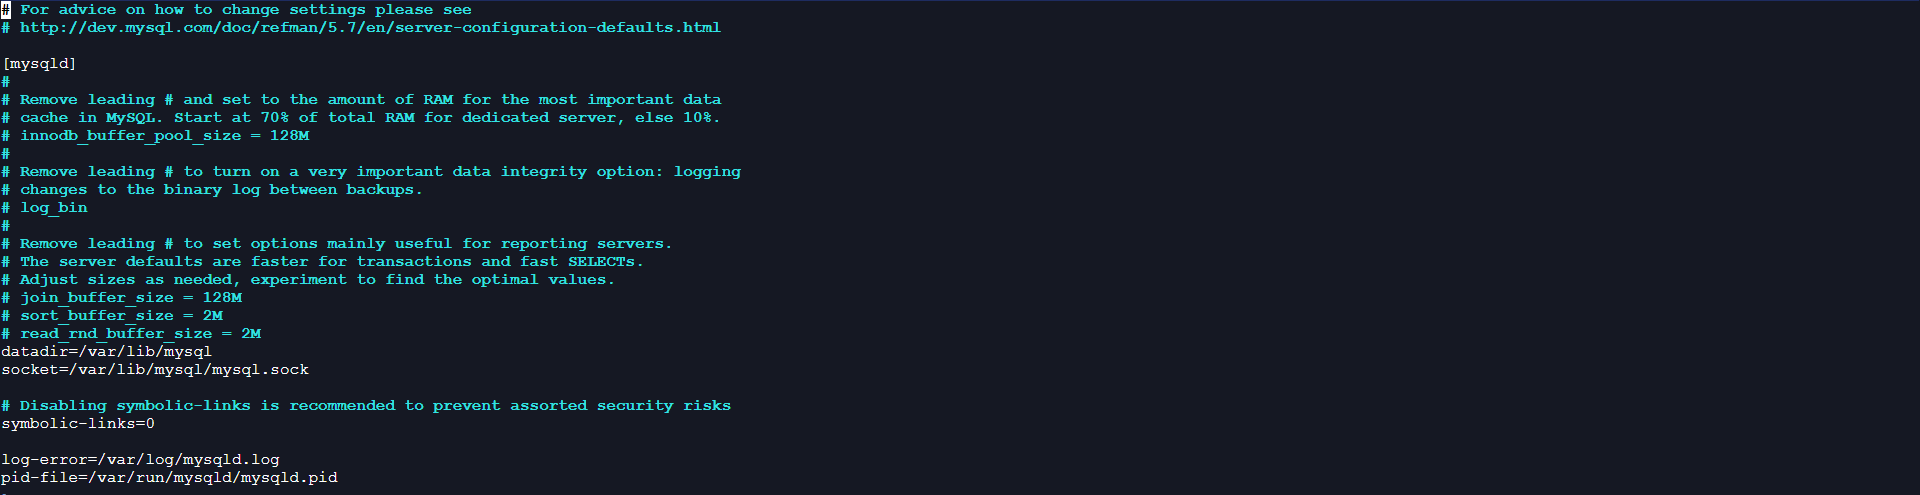 # For advice on how to change settings please see
# http://dev.mysql.com/doc/refman/5.7/en/server-configuration-defaults.html
[mysqld]
#
# Remove leading # and set to the amount of RAM for the most important data
# cache in MySQL. Start at 70% of total RAM for dedicated server, else 10%.
# innodb_buffer_pool_size = 128M
#
# Remove leading # to turn on a very important data integrity option: logging
# changes to the binary log between backups.
# log_bin
#
# Remove leading # to set options mainly useful for reporting servers.
# The server defaults are faster for transactions and fast SELECTs.
# Adjust sizes as needed, experiment to find the optimal values.
# join_buffer_size = 128M
# sort_buffer_size = 2M
# read_rnd_buffer_size = 2M
datadir=/var/lib/mysql
socket=/var/lib/mysql/mysql.sock
# Disabling symbolic-links is recommended to prevent assorted security risks
symbolic-links=0
log-error=/var/log/mysqld.log
pid-file=/var/run/mysqld/mysqld.pid